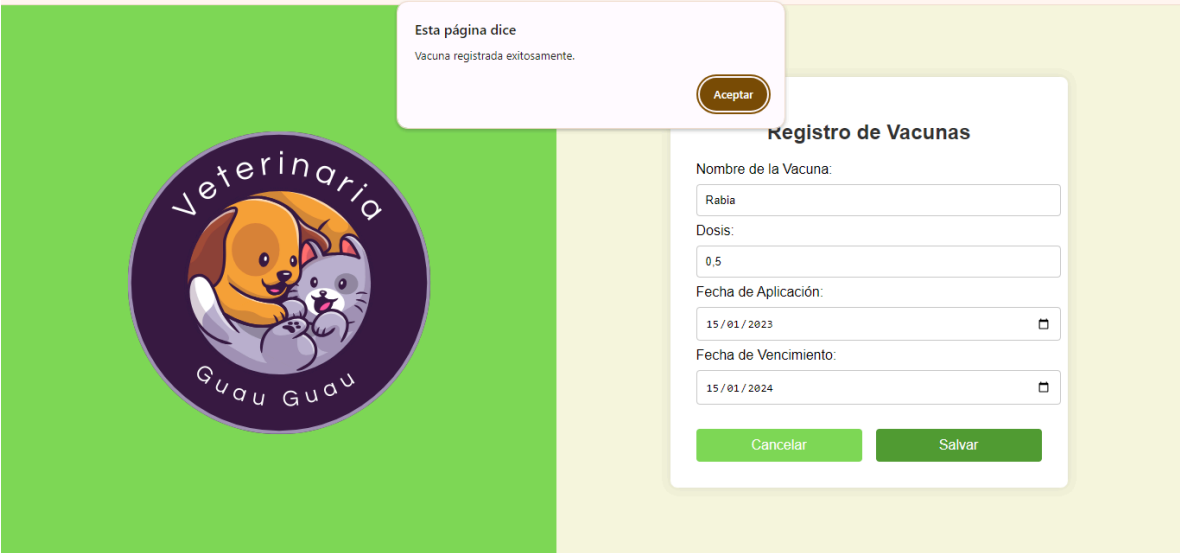 Esta página dice
Vacuna registrada exitosamente.
Aceptar
Veterinaria
Guau Guau
Registro de Vacunas
Nombre de la Vacuna:
Rabia
Dosis:
0,5
Fecha de Aplicación:
15/01/2023
Fecha de Vencimiento:
15/01/2024
Cancelar
Salvar